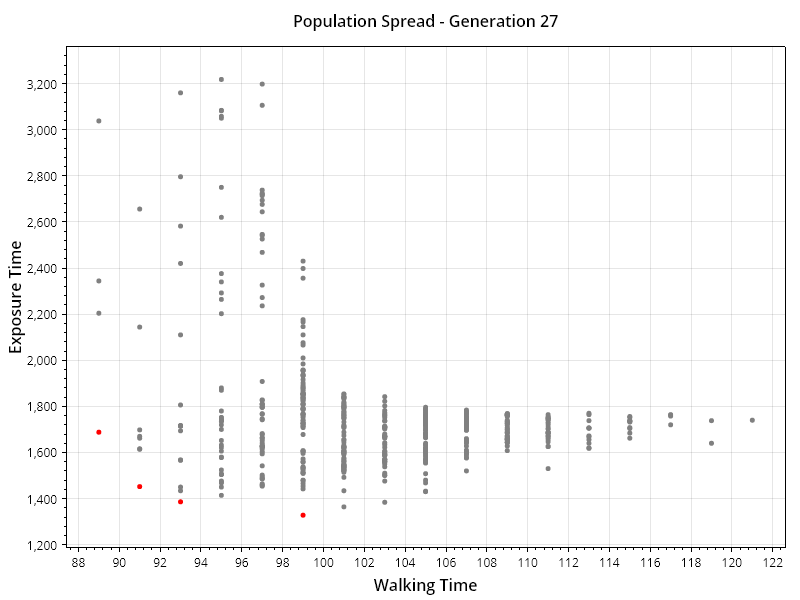 Population Spread - Generation 27
Exposure Time
3,200
3,000
2,800
2,600
2,400
2,200
2,000
1,800
1,600
1,400
1,200
88 90 92 94 96 98 100 102 104 106 108 110 112 114 116 118 120 122
Walking Time